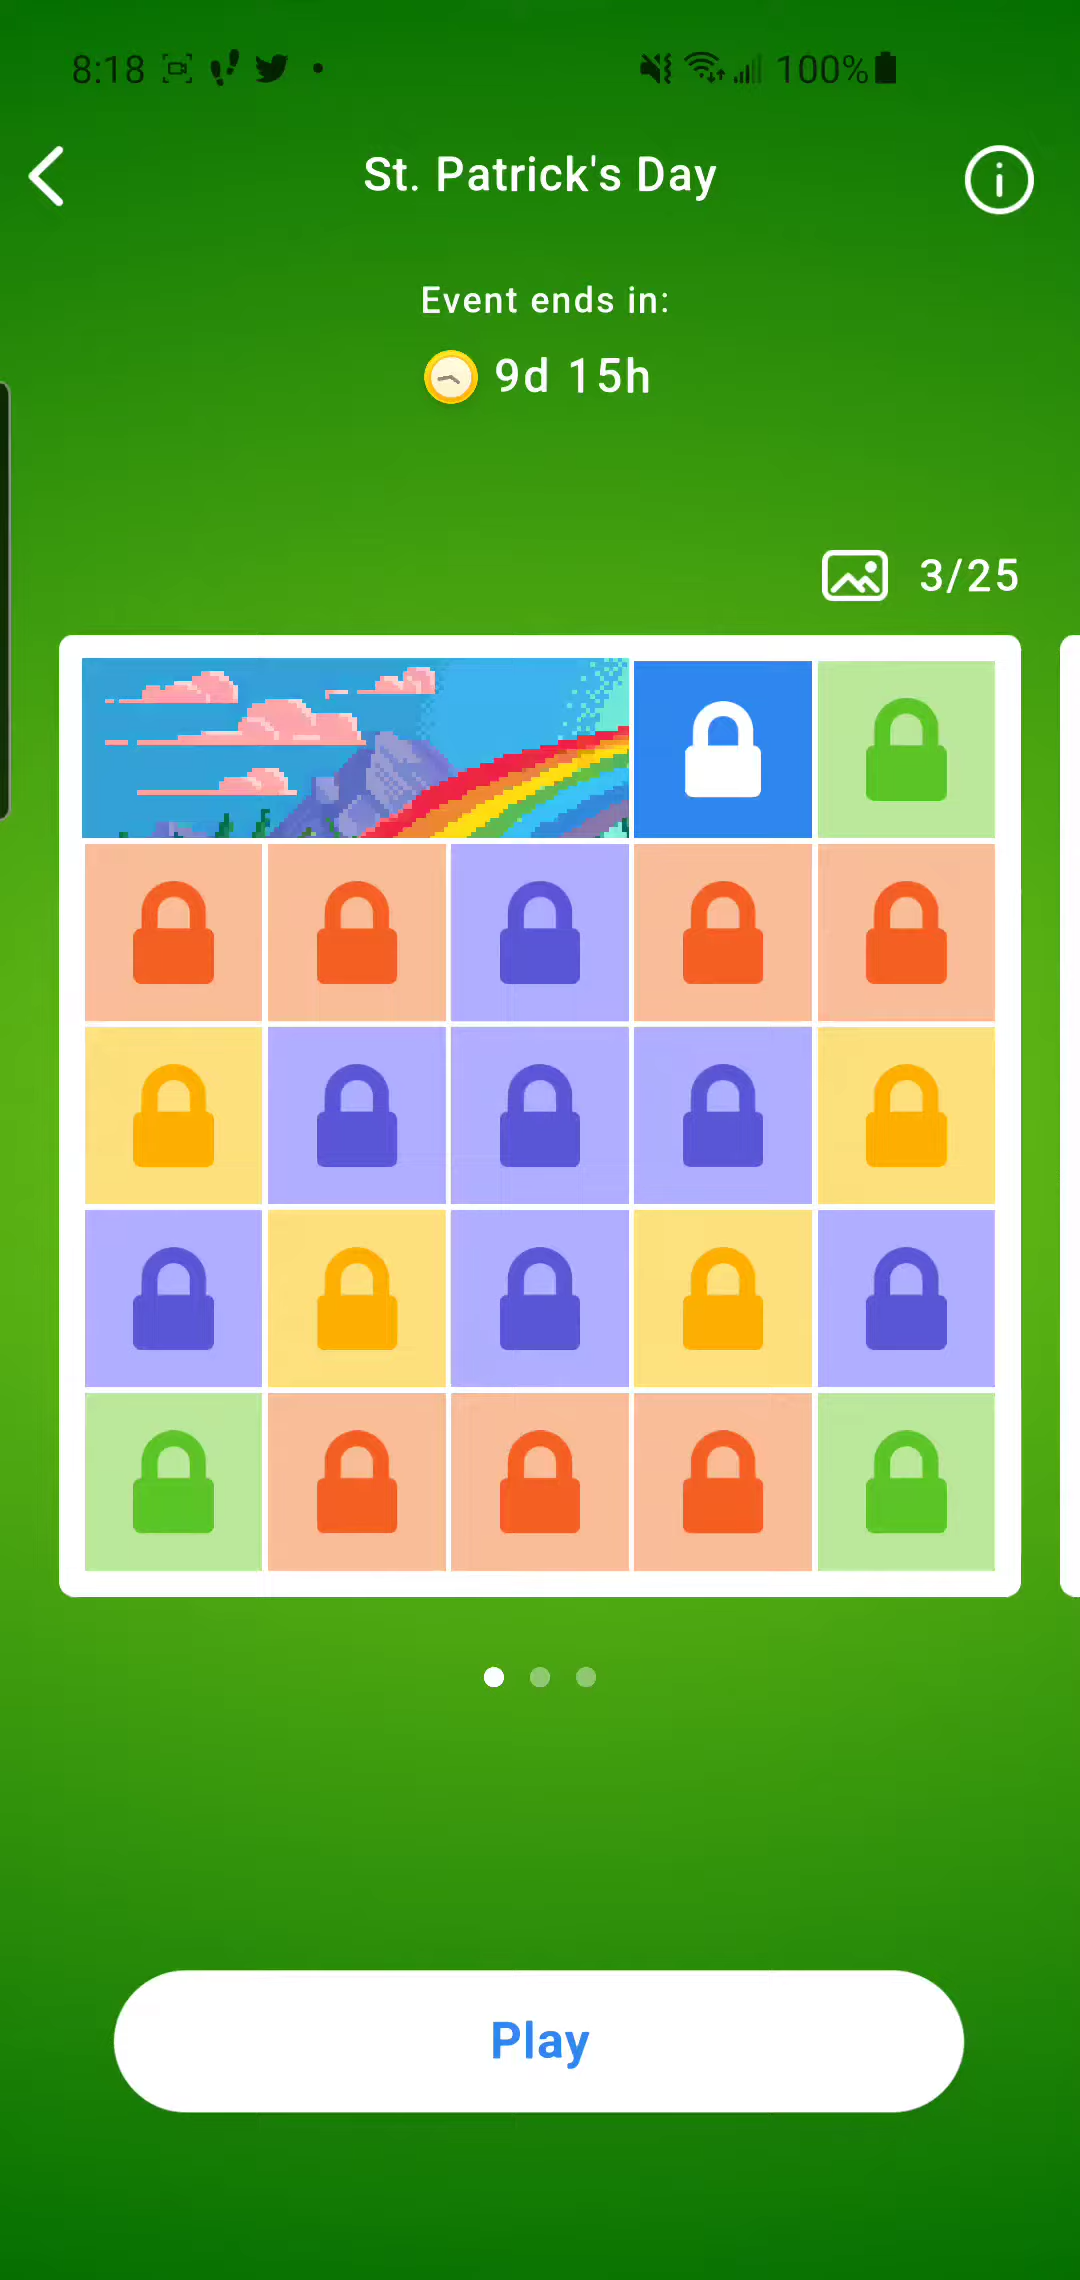 8:18
100%
St. Patrick's Day
Event ends in:
9d 15h
3/25
Play